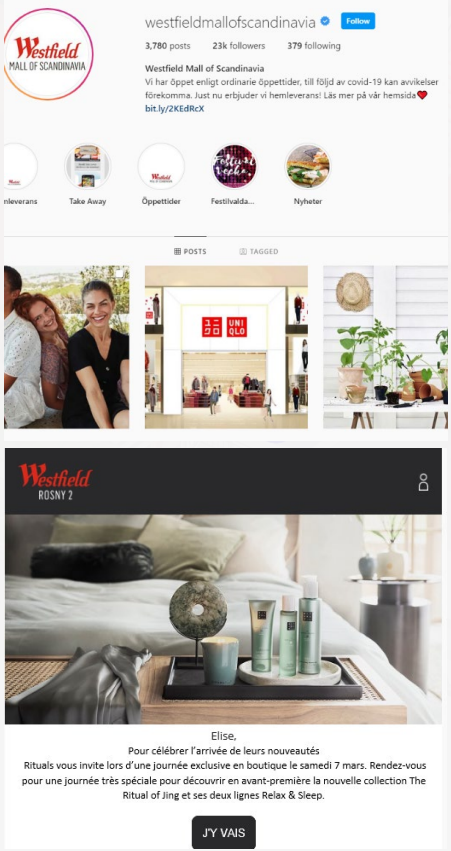 Westfield
MALL OF SCANDINAVIA
westfieldmallofscandinavia
Follow
3,780 posts 23k followers 379 following
Westfield Mall of Scandinavia
Vi har öppet enligt ordinarie öppettider, till följd av covid-19 kan avvikelser
förekomma. Just nu erbjuder vi hemleverans! Läs mer på vår hemsida
bit.ly/2KEdRcX
Westfield
Festival
mleverans Take Away Öppettider Festilvalda... Nyheter
POSTS TAGGED
UNI
QLO
Westfield
ROSNY 2
Elise,
Pour célébrer l'arrivée de leurs nouveautés
Rituals vous invite lors d'une journée exclusive en boutique le samedi 7 mars. Rendez-vous
pour une journée très spéciale pour découvrir en avant-première la nouvelle collection The
Ritual of Jing et ses deux lignes Relax & Sleep.
J'Y VAIS